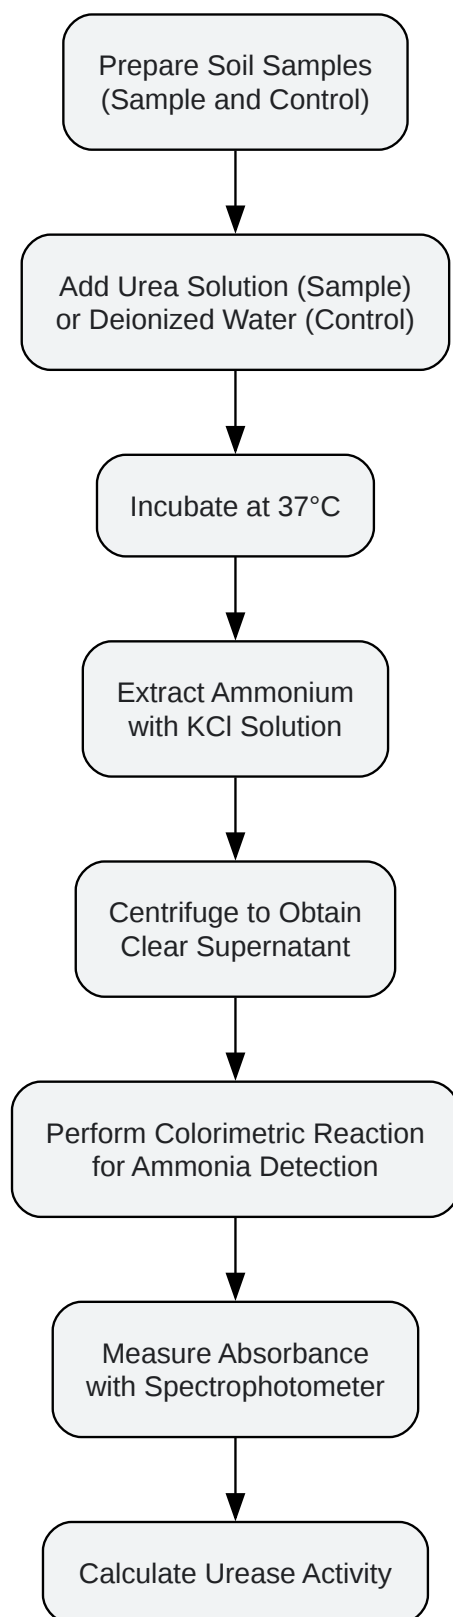 Prepare Soil Samples
(Sample and Control)
Add Urea Solution (Sample)
or Deionized Water (Control)
Incubate at 37°C
Extract Ammonium
with KCl Solution
Centrifuge to Obtain
Clear Supernatant
Perform Colorimetric Reaction
for Ammonia Detection
Measure Absorbance
with Spectrophotometer
Calculate Urease Activity